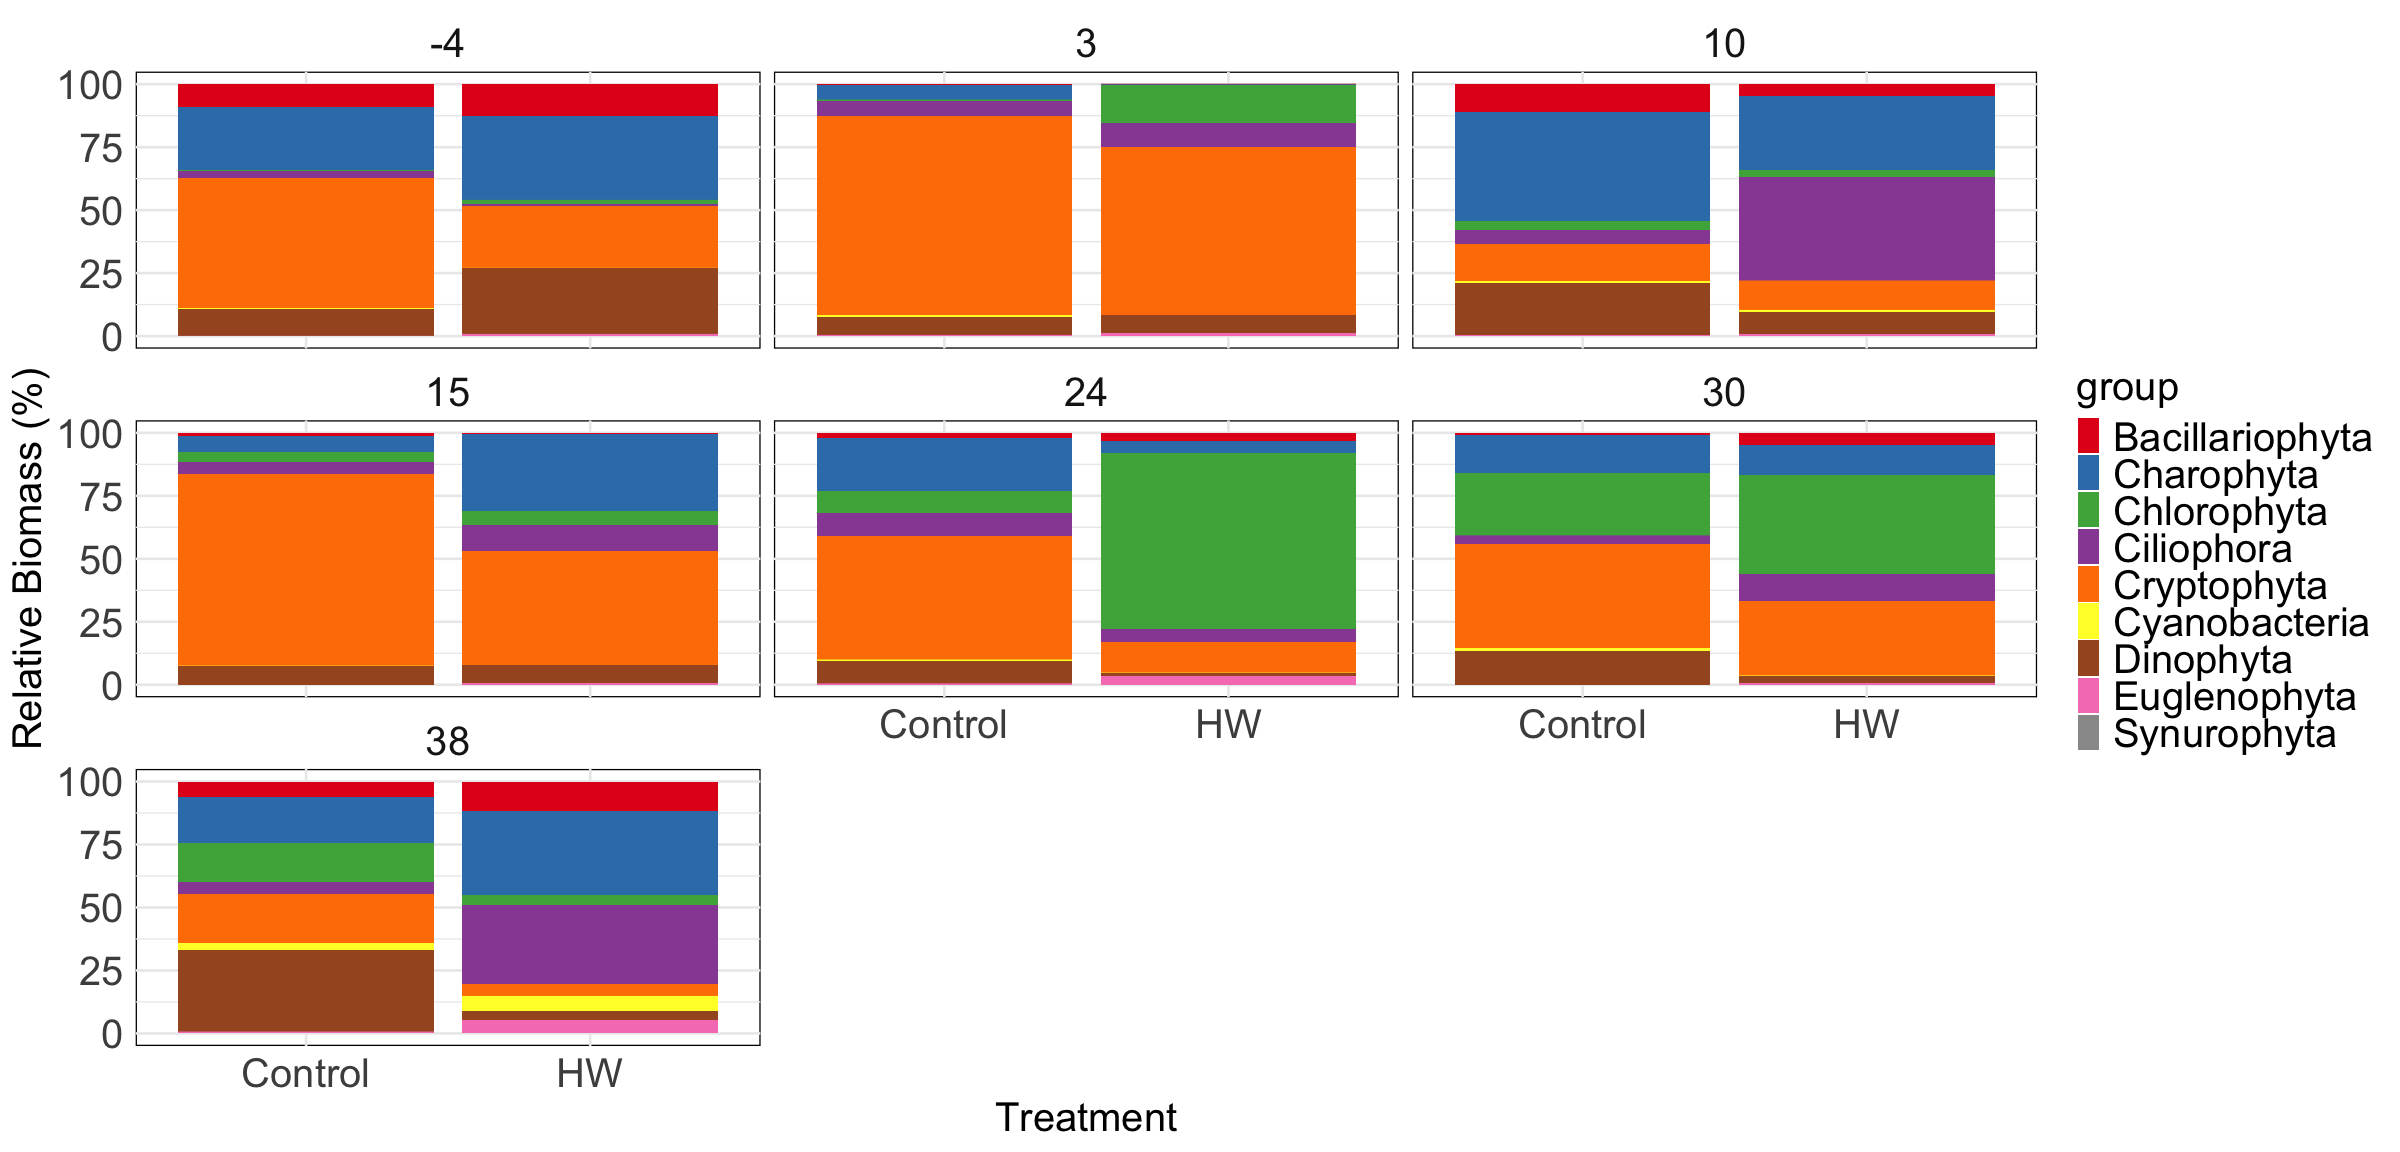 -4
3
10
100
75
50
25
0
15
24
30
100
75
50
25
0
Control
HW
Control
HW
38
100
75
50
25
0
Control
HW
Relative Biomass (%)
Treatment
group
Bacillariophyta
Charophyta
Chlorophyta
Ciliophora
Cryptophyta
Cyanobacteria
Dinophyta
Euglenophyta
Synurophyta